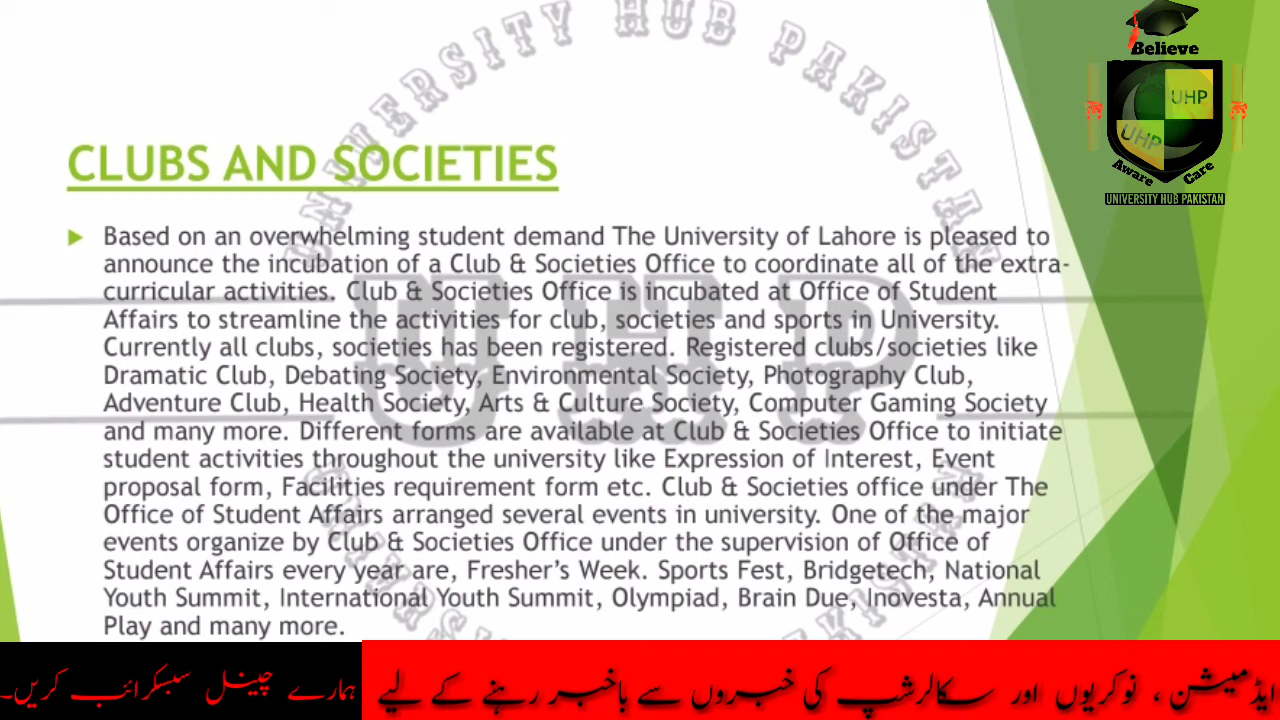 UNIVERSITY HUB PAKISTAN
Believe
UHP
UHP
Aware Care
UNIVERSITY HUB PAKISTAN
CLUBS AND SOCIETIES
Based on an overwhelming student demand The University of Lahore is pleased to
announce the incubation of a Club & Societies Office to coordinate all of the extra-
curricular activities. Club & Societies Office is incubated at Office of Student
Affairs to streamline the activities for club, societies and sports in University.
Currently all clubs, societies has been registered. Registered clubs/societies like
Dramatic Club, Debating Society, Environmental Society, Photography Club,
Adventure Club, Health Society, Arts & Culture Society, Computer Gaming Society
and many more. Different forms are available at Club & Societies Office to initiate
student activities throughout the university like Expression of Interest, Event
proposal form, Facilities requirement form etc. Club & Societies office under The
Office of Student Affairs arranged several events in university. One of the major
events organize by Club & Societies Office under the supervision of Office of
Student Affairs every year are, Fresher's Week. Sports Fest, Bridgetech, National
Youth Summit, International Youth Summit, Olympiad, Brain Due, Inovesta, Annual
Play and many more.
UHP
ایڈمیشن ، نوکریوں اور سکالرشپ کی خبروں سے باخبر رہنے کے لیے
ہمارے چینل سبسکرائب کریں۔